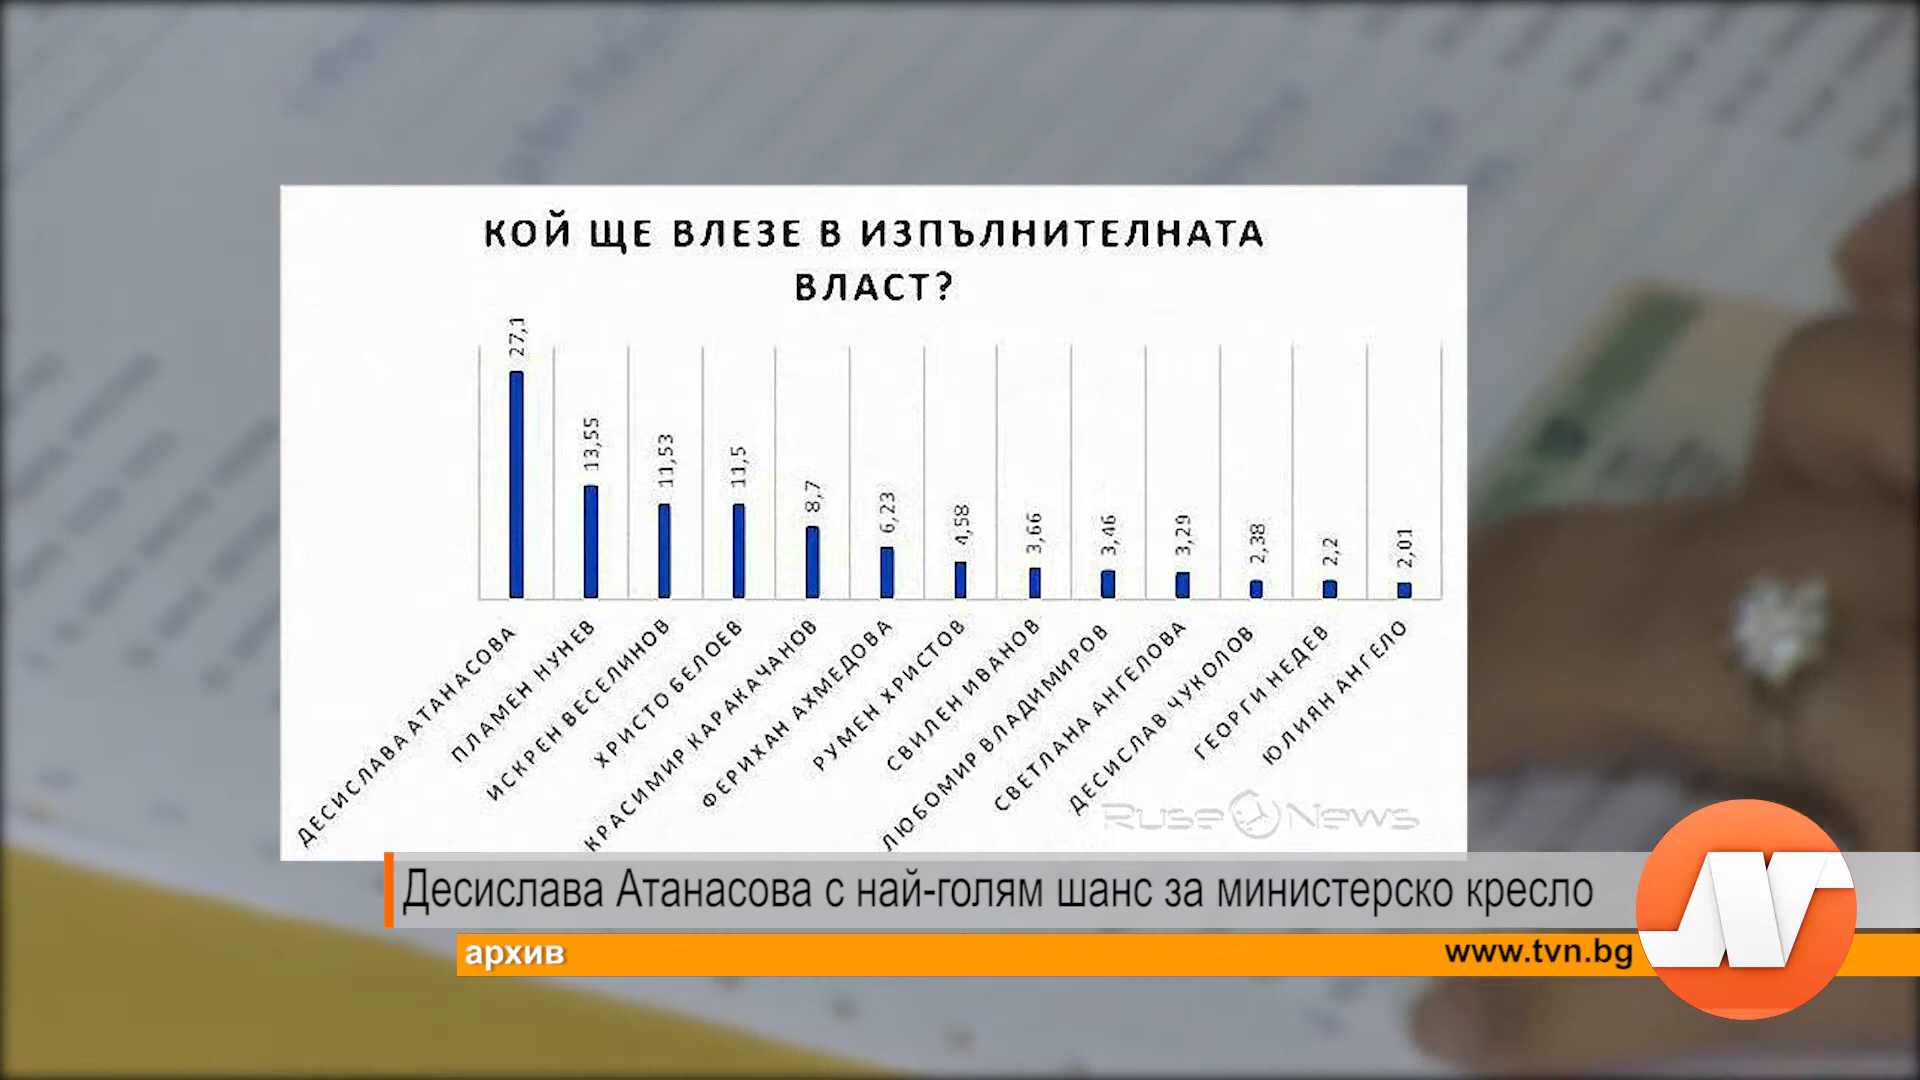 КОЙ ЩЕ ВЛЕЗЕ В ИЗПЪЛНИТЕЛНАТА
ВЛАСТ?
27,1
13,55
11,53
11,5
8,7
6,23
4,58
3,66
3,46
3,29
2,38
2,2
2,01
ДЕСИСЛАВА АТАНАСОВА
ПЛАМЕН НУНЕВ
ИСКРЕН ВЕСЕЛИНОВ
ХРИСТО БЕЛОЕВ
КРАСИМИР КАРАКАЧАНОВ
ФЕРИХАН АХМЕДОВА
РУМЕН ХРИСТОВ
СВИЛЕН ИВАНОВ
ЛЮБОМИР ВЛАДИМИРОВ
СВЕТЛАНА АНГЕЛОВА
ДЕСИСЛАВ ЧУКОЛОВ
ГЕОРГИ НЕДЕВ
ЮЛИЯН АНГЕЛО
Ruse News
Десислава Атанасова с най-голям шанс за министерско кресло
архив
www.tvn.bg